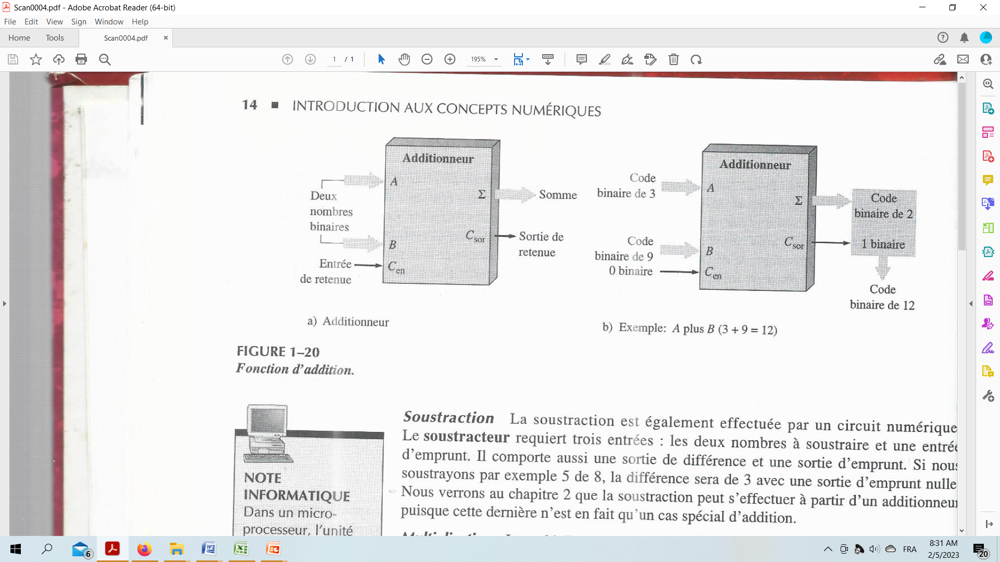 Scan0004.pdf - Adobe Acrobat Reader (64-bit)
File Edit View Sign Window Help
Home Tools Scan0004.pdf ×
1 / 1 195%
14 ■ INTRODUCTION AUX CONCEPTS NUMÉRIQUES
Additionneur
A
Deux
nombres
binaires
B
Entrée
de retenue
C en
Σ
Somme
C sor
Sortie de
retenue
a) Additionneur
Additionneur
Code
binaire de 3
A
Code
binaire de 9
B
0 binaire
C en
Σ
C sor
Code
binaire de 2
1 binaire
Code
binaire de 12
b) Exemple: A plus B (3 + 9 = 12)
FIGURE 1–20
Fonction d'addition.
NOTE
INFORMATIQUE
Dans un micro-
processeur, l'unité
Soustraction La soustraction est également effectuée par un circuit numérique
Le soustracteur requiert trois entrées : les deux nombres à soustraire et une entrée
d'emprunt. Il comporte aussi une sortie de différence et une sortie d'emprunt. Si nous
soustrayons par exemple 5 de 8, la différence sera de 3 avec une sortie d'emprunt nulle
Nous verrons au chapitre 2 que la soustraction peut s'effectuer à partir d'un additionneur
puisque cette dernière n'est en fait qu'un cas spécial d'addition.
6
FRA
8:31 AM
2/5/2023
20